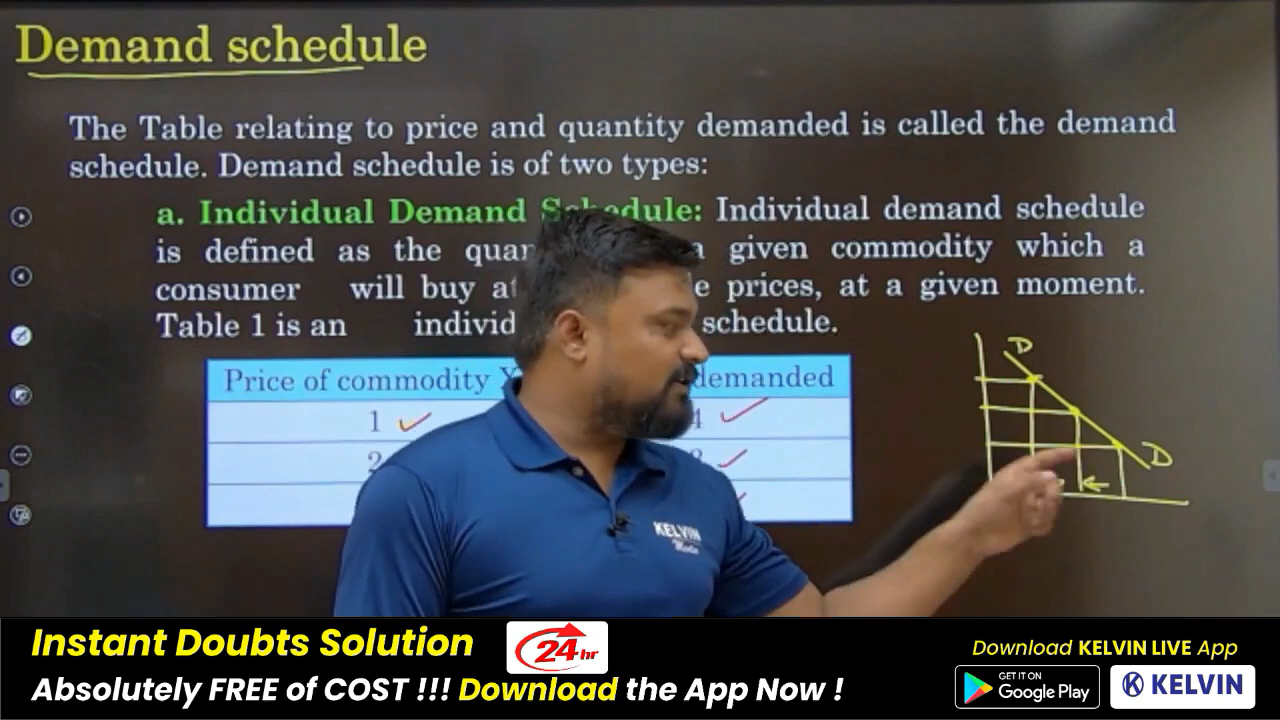 Demand schedule
The Table relating to price and quantity demanded is called the demand
schedule. Demand schedule is of two types:
a. Individual Demand Schedule: Individual demand schedule
is defined as the a given commodity which a
consumer will buy prices, at a given moment.
Table 1 is an schedule.
Price of commodity X demanded
1 4
2
D
D
KELVIN
Instant Doubts Solution
24hr
Absolutely FREE of COST !!! Download the App Now !
Download KELVIN LIVE App
GET IT ON
Google Play
KELVIN